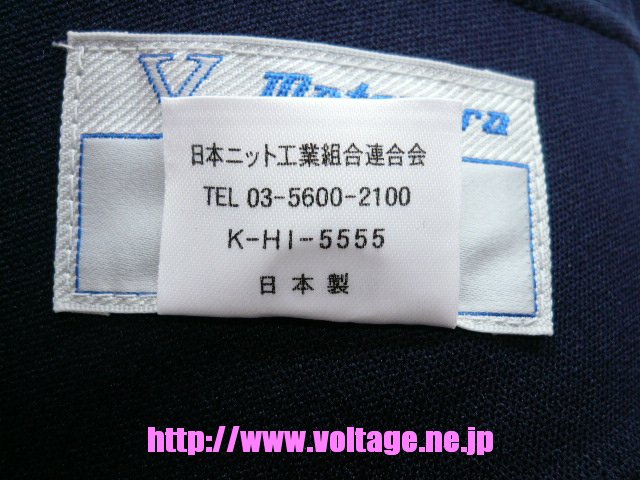 V
日本ニット工業組合連合会
TEL 03-5600-2100
K-HI-5555
日本製
http://www.voltage.ne.jp